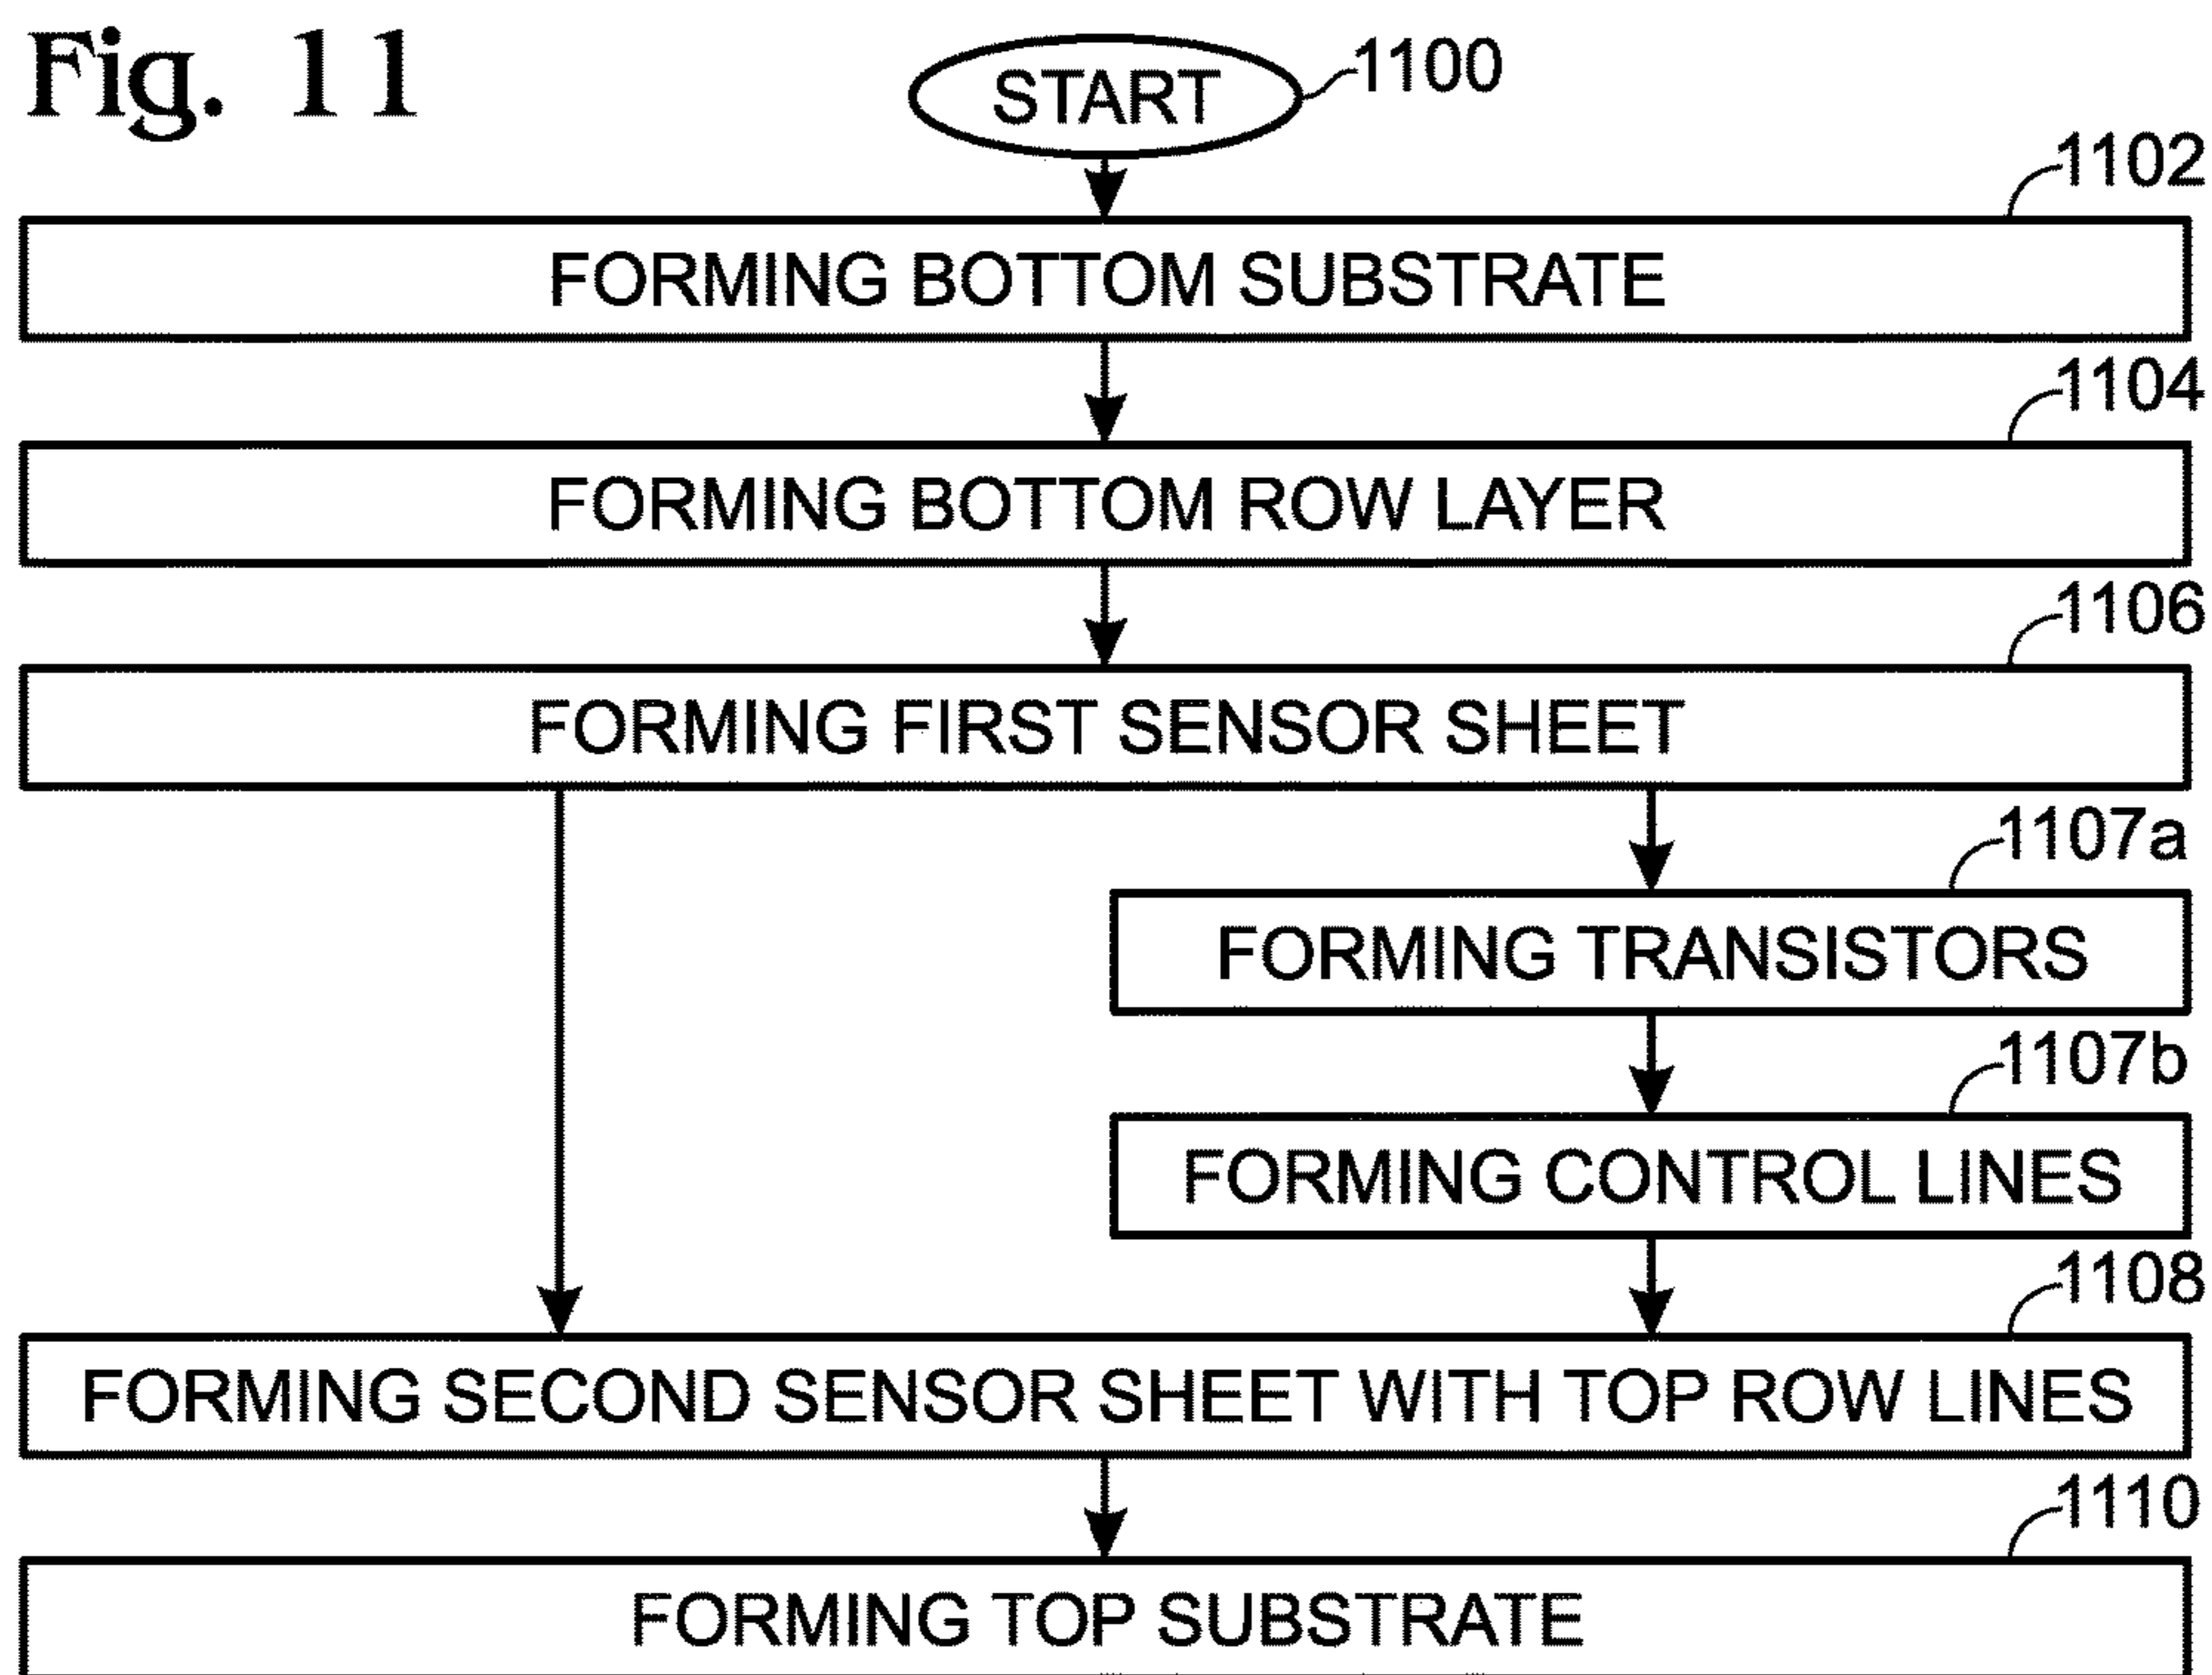 Fig. 11
START
1100
1102
FORMING BOTTOM SUBSTRATE
1104
FORMING BOTTOM ROW LAYER
1106
FORMING FIRST SENSOR SHEET
1107a
FORMING TRANSISTORS
1107b
FORMING CONTROL LINES
1108
FORMING SECOND SENSOR SHEET WITH TOP ROW LINES
1110
FORMING TOP SUBSTRATE